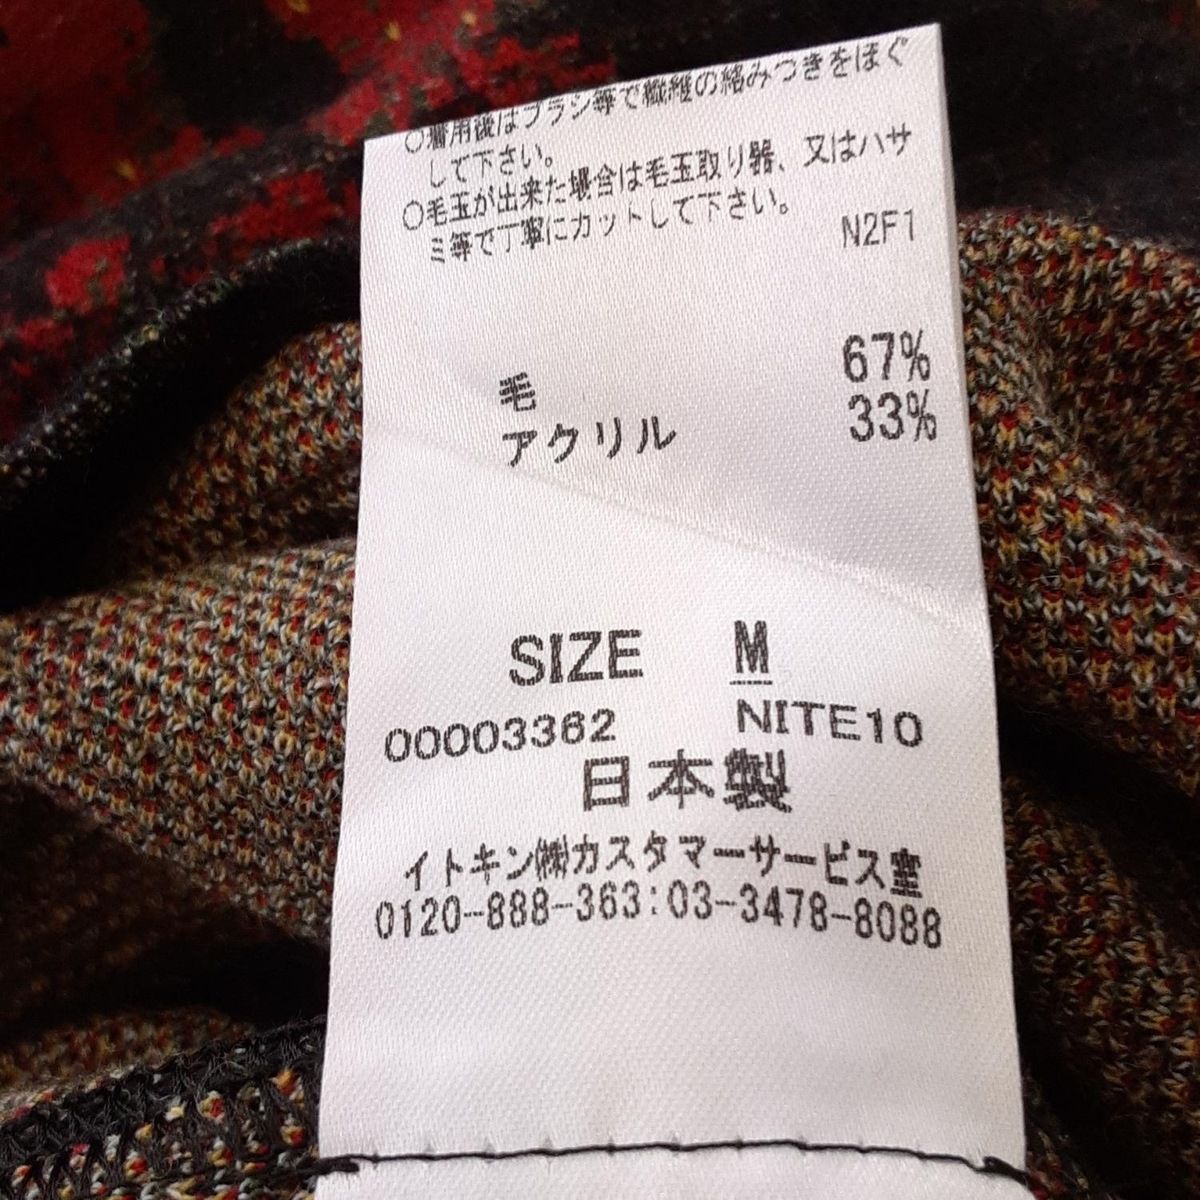 ○着用後はブラシ等で繊維の絡みつきをほぐ
して下さい。
○毛玉が出来た場合は毛玉取り器、又はハサ
ミ等で丁寧にカットして下さい。
N2F1
毛 67%
アクリル 33%
SIZE M
00003362 NITE10
日本製
イトキン㈱カスタマーサービス室
0120-888-363:03-3478-8088